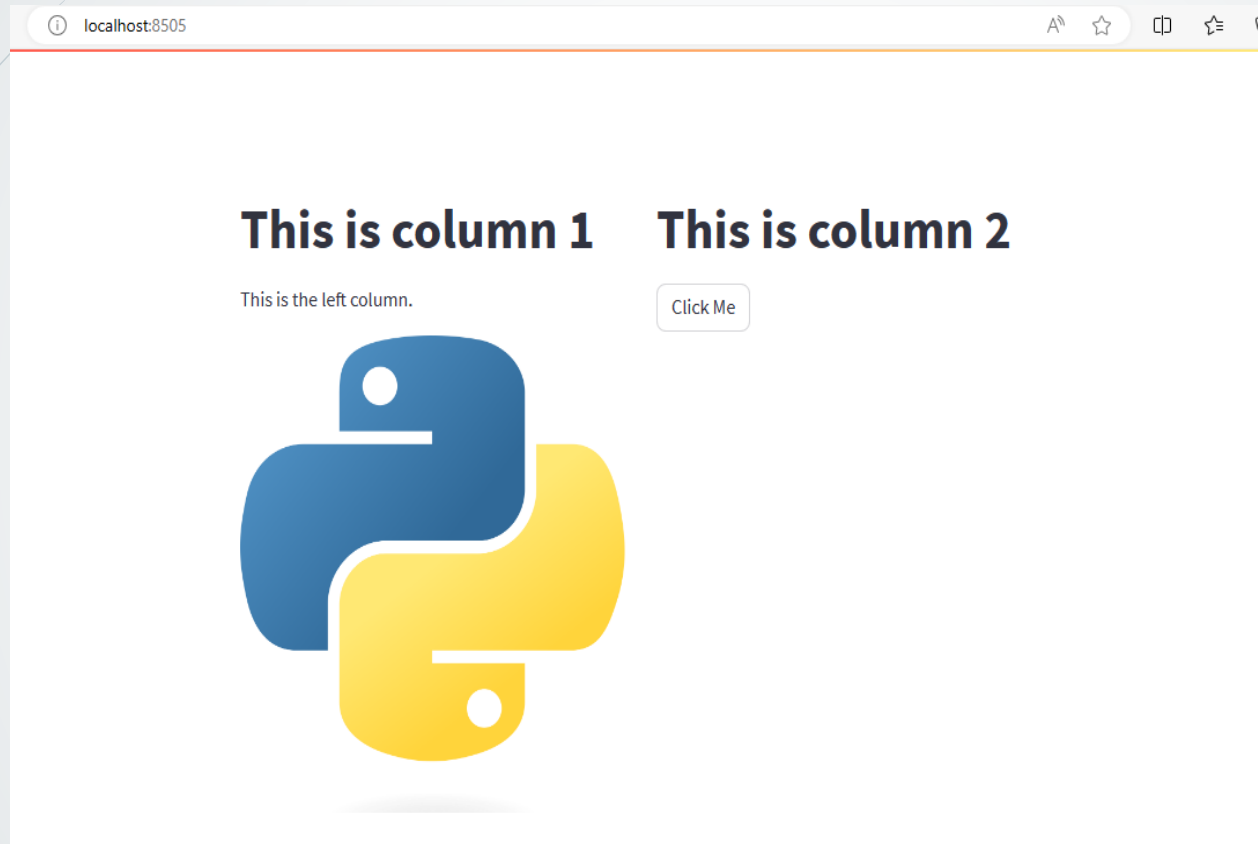 localhost:8505
This is column 1
This is the left column.
This is column 2
Click Me